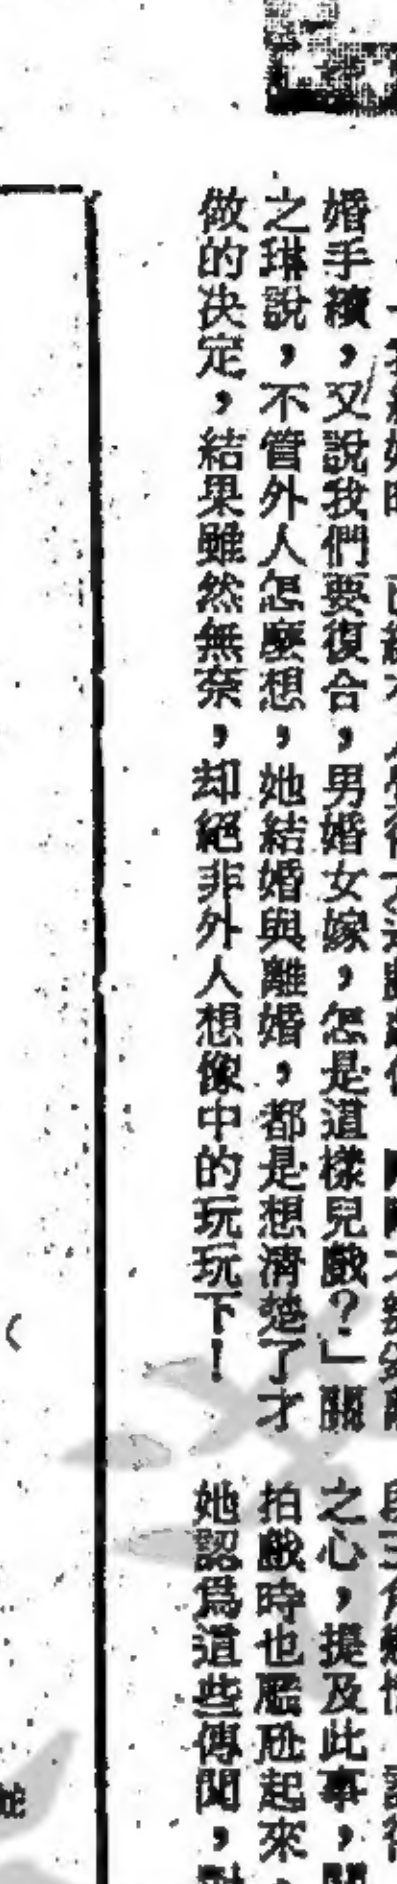 婚手續，又說我們要復合，男婚女嫁，怎是這樣兒戲？」關
之琳說，不管外人怎麼想，她結婚與離婚，都是想清楚了才
做的决定，結果雖然無奈，却絕非外人想像中的玩玩下！
之心，提及此事，關
拍戲時也尷尬起來，
她認爲這些傳聞，對